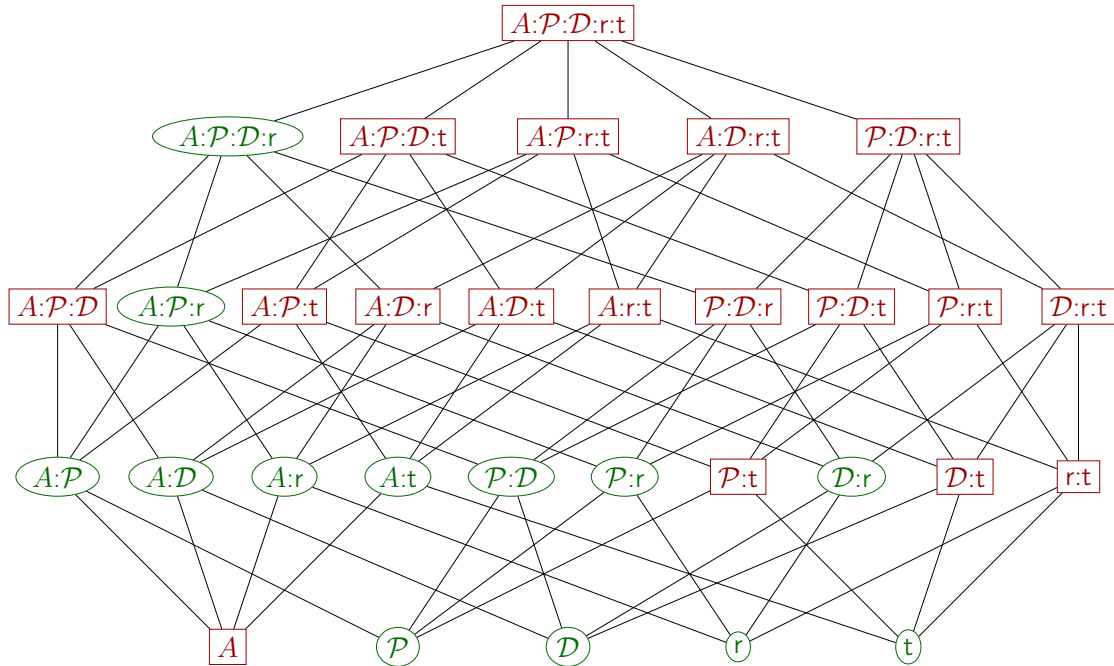 A:𝒫:𝒟:r:t
A:𝒫:𝒟:r A:𝒫:𝒟:t A:𝒫:r:t A:𝒟:r:t 𝒫:𝒟:r:t
A:𝒫:𝒟 A:𝒫:r A:𝒫:t A:𝒟:r A:𝒟:t A:r:t 𝒫:𝒟:r 𝒫:𝒟:t 𝒫:r:t 𝒟:r:t
A:𝒫 A:𝒟 A:r A:t 𝒫:𝒟 𝒫:r 𝒫:t 𝒟:r 𝒟:t r:t
A 𝒫 𝒟 r t